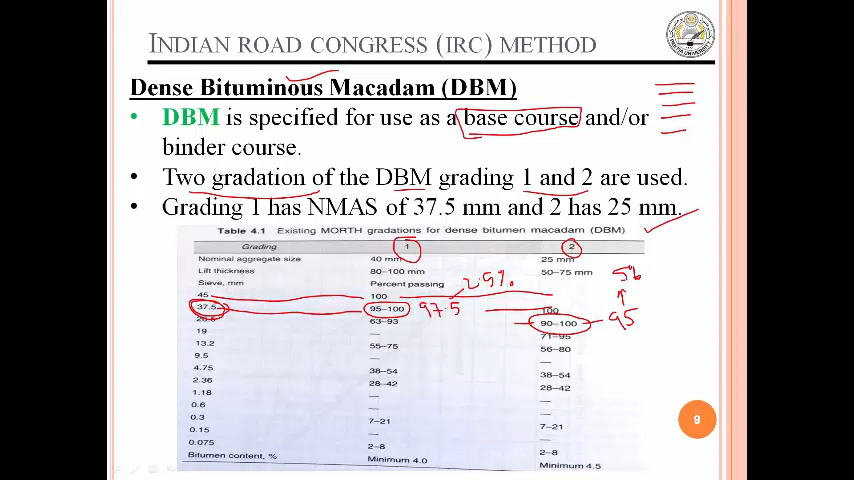 INDIAN ROAD CONGRESS (IRC) METHOD
Dense Bituminous Macadam (DBM)
• DBM is specified for use as a base course and/or
binder course.
• Two gradation of the DBM grading 1 and 2 are used.
• Grading 1 has NMAS of 37.5 mm and 2 has 25 mm.
Table 4.1 Existing MORTH gradations for dense bitumen macadam (DBM)
Grading 1 2
Nominal aggregate size 40 mm 25 mm
Lift thickness 80–100 mm 50–75 mm 5%
Sieve, mm Percent passing 2.5%
45 100
37.5 95–100 97.5 100
26.5 63–93 90–100 95
19 — 71–95
13.2 55–75 56–80
9.5 — —
4.75 38–54 38–54
2.36 28–42 28–42
1.18 — —
0.6 — —
0.3 7–21 7–21
0.15 — —
0.075 2–8 2–8
Bitumen content, % Minimum 4.0 Minimum 4.5
9